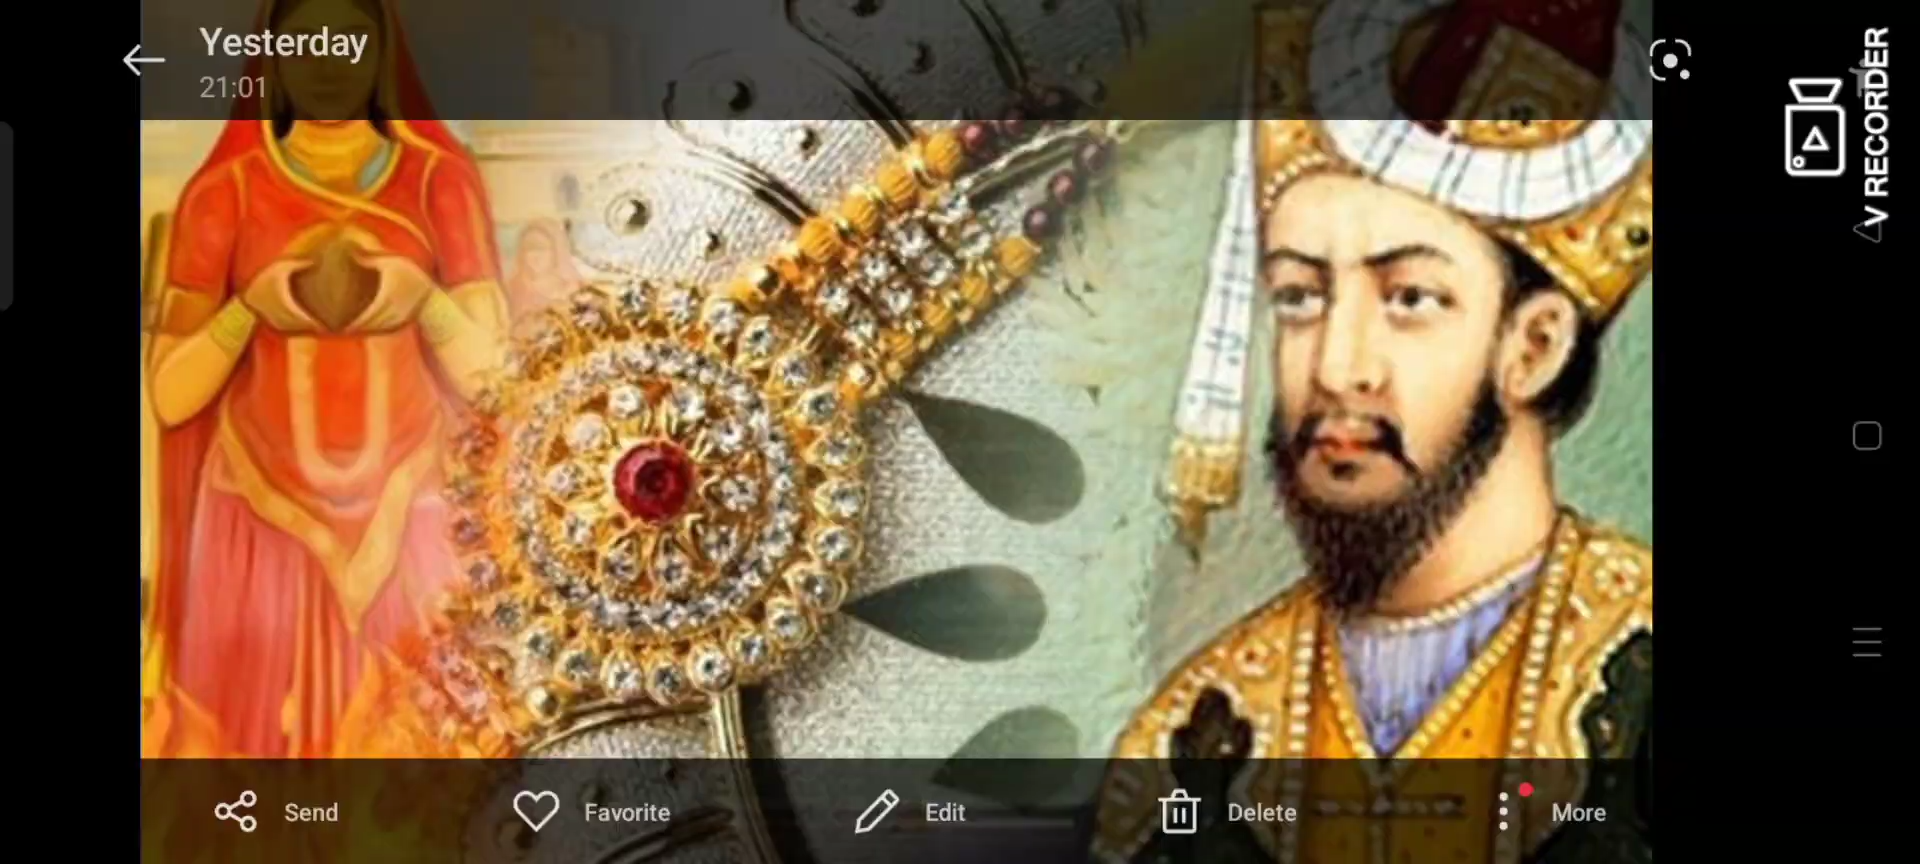 Yesterday
21:01
V RECORDER
Send
Favorite
Edit
Delete
More